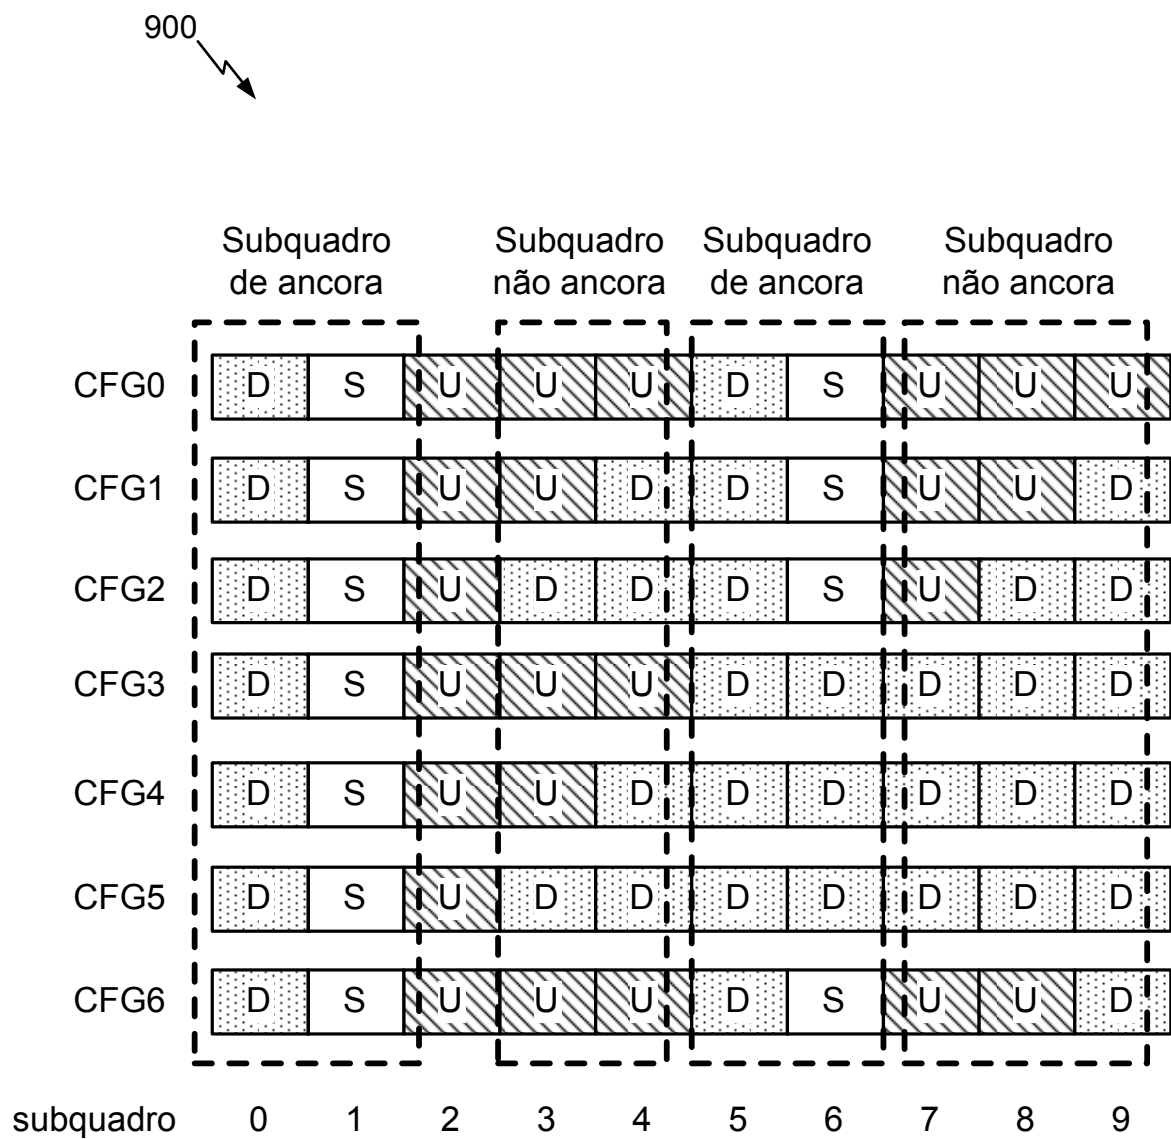 900
Subquadro de ancora
Subquadro não ancora
Subquadro de ancora
Subquadro não ancora
CFG0 D S U U U D S U U U
CFG1 D S U U D D S U U D
CFG2 D S U D D D S U D D
CFG3 D S U U U D D D D D
CFG4 D S U U D D D D D D
CFG5 D S U D D D D D D D
CFG6 D S U U U D S U U D
subquadro 0 1 2 3 4 5 6 7 8 9